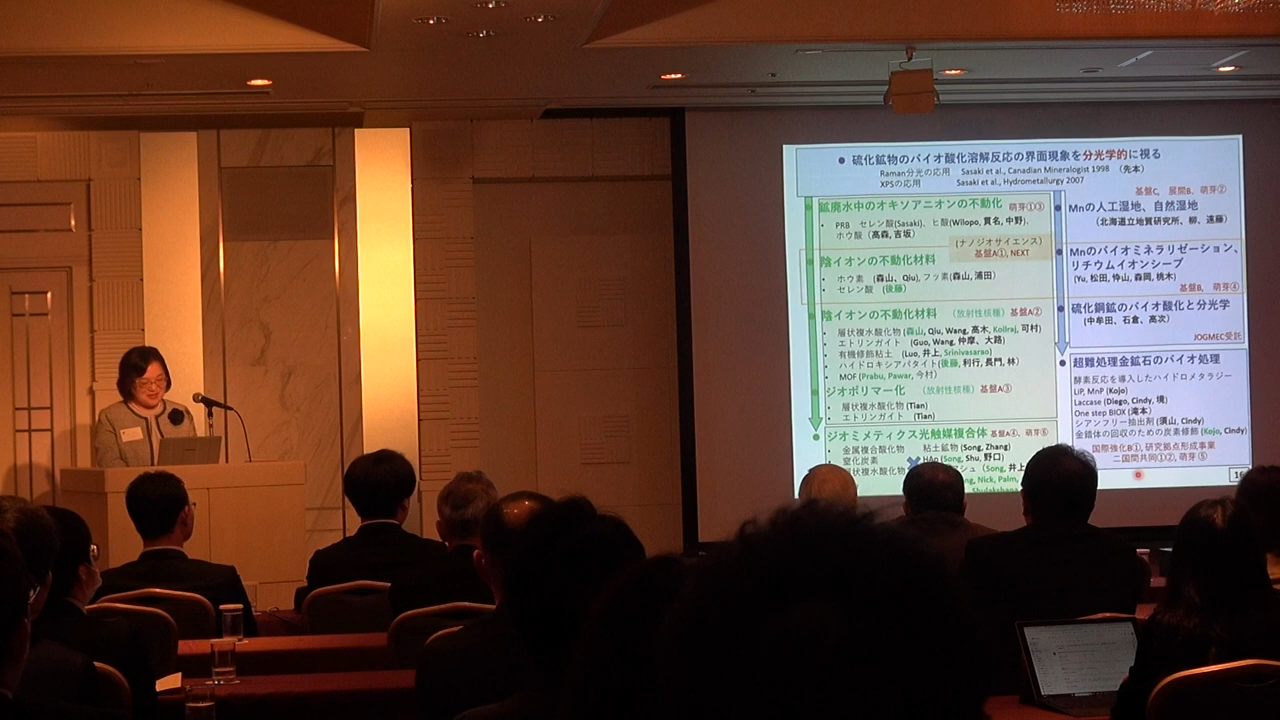 ● 硫化鉱物のバイオ酸化溶解反応の界面現象を分光学的に視る
Raman分光の応用 Sasaki et al., Canadian Mineralogist 1998 （先本）
XPSの応用 Sasaki et al., Hydrometallurgy 2007
鉱廃水中のオキソアニオンの不動化 萌芽①③
• PRB セレン酸(Sasaki)、ヒ酸(Wilopo, 貫名, 中野)、
ホウ酸（高森, 吉坂）
(ナノジオサイエンス)
基盤A①, NEXT
陰イオンの不動化材料
• ホウ素 (森山、Qiu), フッ素(森山, 浦田)
• セレン酸 (後藤)
陰イオンの不動化材料 (放射性核種) 基盤A②
• 層状複水酸化物 (森山, Qiu, Wang, 高木, Koilraj, 可村)
• エトリンガイト (Guo, Wang, 仲摩、大路)
• 有機修飾粘土 (Luo, 井上, Srinivasarao)
• ハイドロキシアパタイト(後藤, 利行, 長門, 林)
• MOF (Prabu, Pawar, 今村)
ジオポリマー化 (放射性核種) 基盤A③
• 層状複水酸化物 (Tian)
• エトリンガイト (Tian)
● ジオミメティクス光触媒複合体 基盤A④、萌芽⑤
金属複合酸化物 粘土鉱物 (Song, Zhang)
窒化炭素 HAp (Song, Shu, 野口)
層状複水酸化物 アシュ (Song, 井上
ng, Nick, Palm,
基盤C, 展開B、萌芽②
● Mnの人工湿地、自然湿地
（北海道立地質研究所、柳、遠藤）
● Mnのバイオミネラリゼーション、
リチウムイオンシーブ
(Yu, 松田, 仲山, 森岡, 桃木)
基盤B, 萌芽④
● 硫化銅鉱のバイオ酸化と分光学
(中牟田、石倉、高次)
JOGMEC受託
● 超難処理金鉱石のバイオ処理
酵素反応を導入したハイドロメタラジー
LiP, MnP (Kojo)
Laccase (Diego, Cindy, 境)
One step BIOX (滝本)
シアンフリー抽出剤 (須山, Cindy)
金錯体の回収のための炭素修飾 (Kojo, Cindy)
国際強化B①, 研究拠点形成事業
二国間共同①②, 萌芽⑤